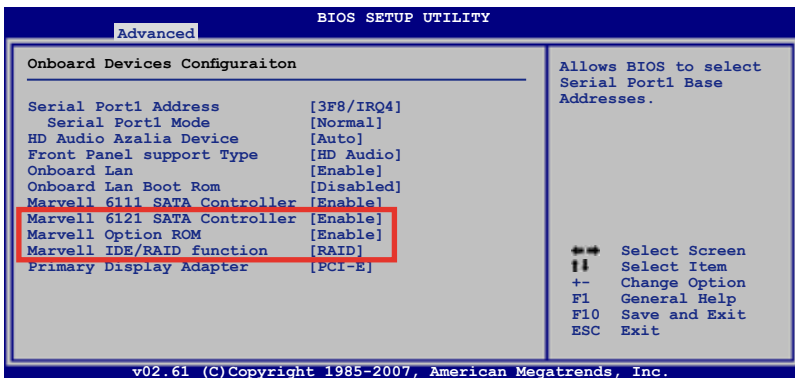 BIOS SETUP UTILITY
Advanced
Onboard Devices Configuraiton
Serial Port1 Address [3F8/IRQ4]
Serial Port1 Mode [Normal]
HD Audio Azalia Device [Auto]
Front Panel support Type [HD Audio]
Onboard Lan [Enable]
Onboard Lan Boot Rom [Disabled]
Marvell 6111 SATA Controller [Enable]
Marvell 6121 SATA Controller [Enable]
Marvell Option ROM [Enable]
Marvell IDE/RAID function [RAID]
Primary Display Adapter [PCI-E]
Allows BIOS to select
Serial Port1 Base
Addresses.
Select Screen
Select Item
+- Change Option
F1 General Help
F10 Save and Exit
ESC Exit
v02.61 (C)Copyright 1985-2007, American Megatrends, Inc.